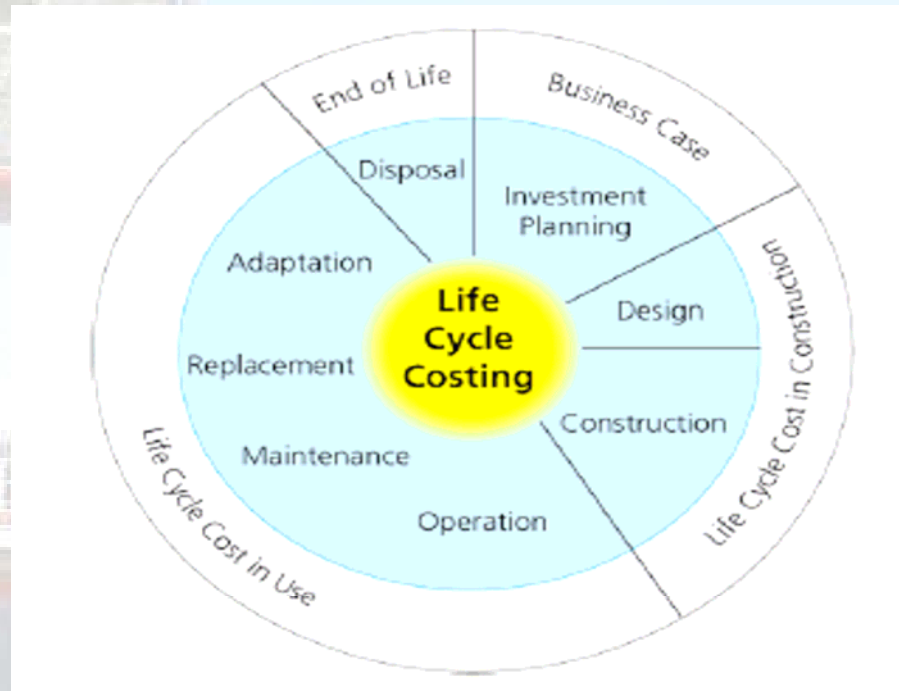 End of Life
Business Case
Disposal
Investment
Planning
Adaptation
Life
Cycle
Costing
Design
Life Cycle Cost in Construction
Replacement
Construction
Maintenance
Life Cycle Cost in Use
Operation